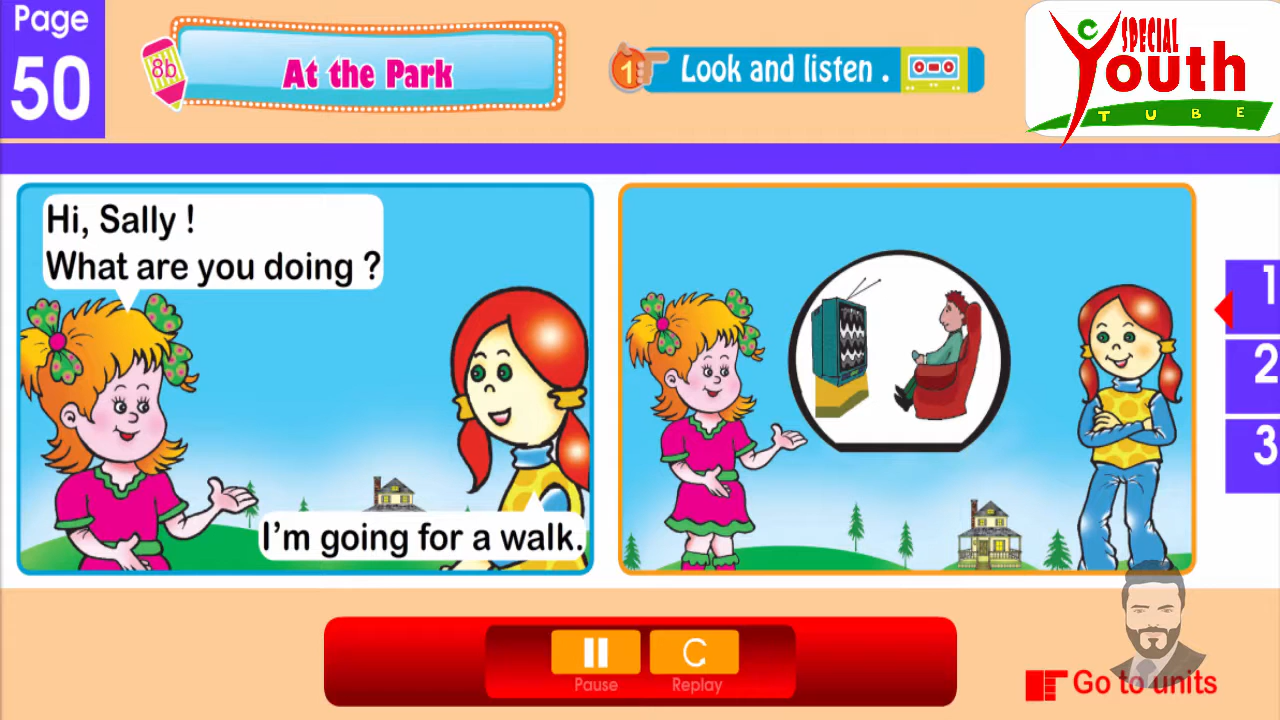 Page
50
8b
At the Park
1
Look and listen .
SPECIAL
Youth
TUBE
Hi, Sally !
What are you doing ?
I'm going for a walk.
1
2
3
Pause
Replay
Go to units